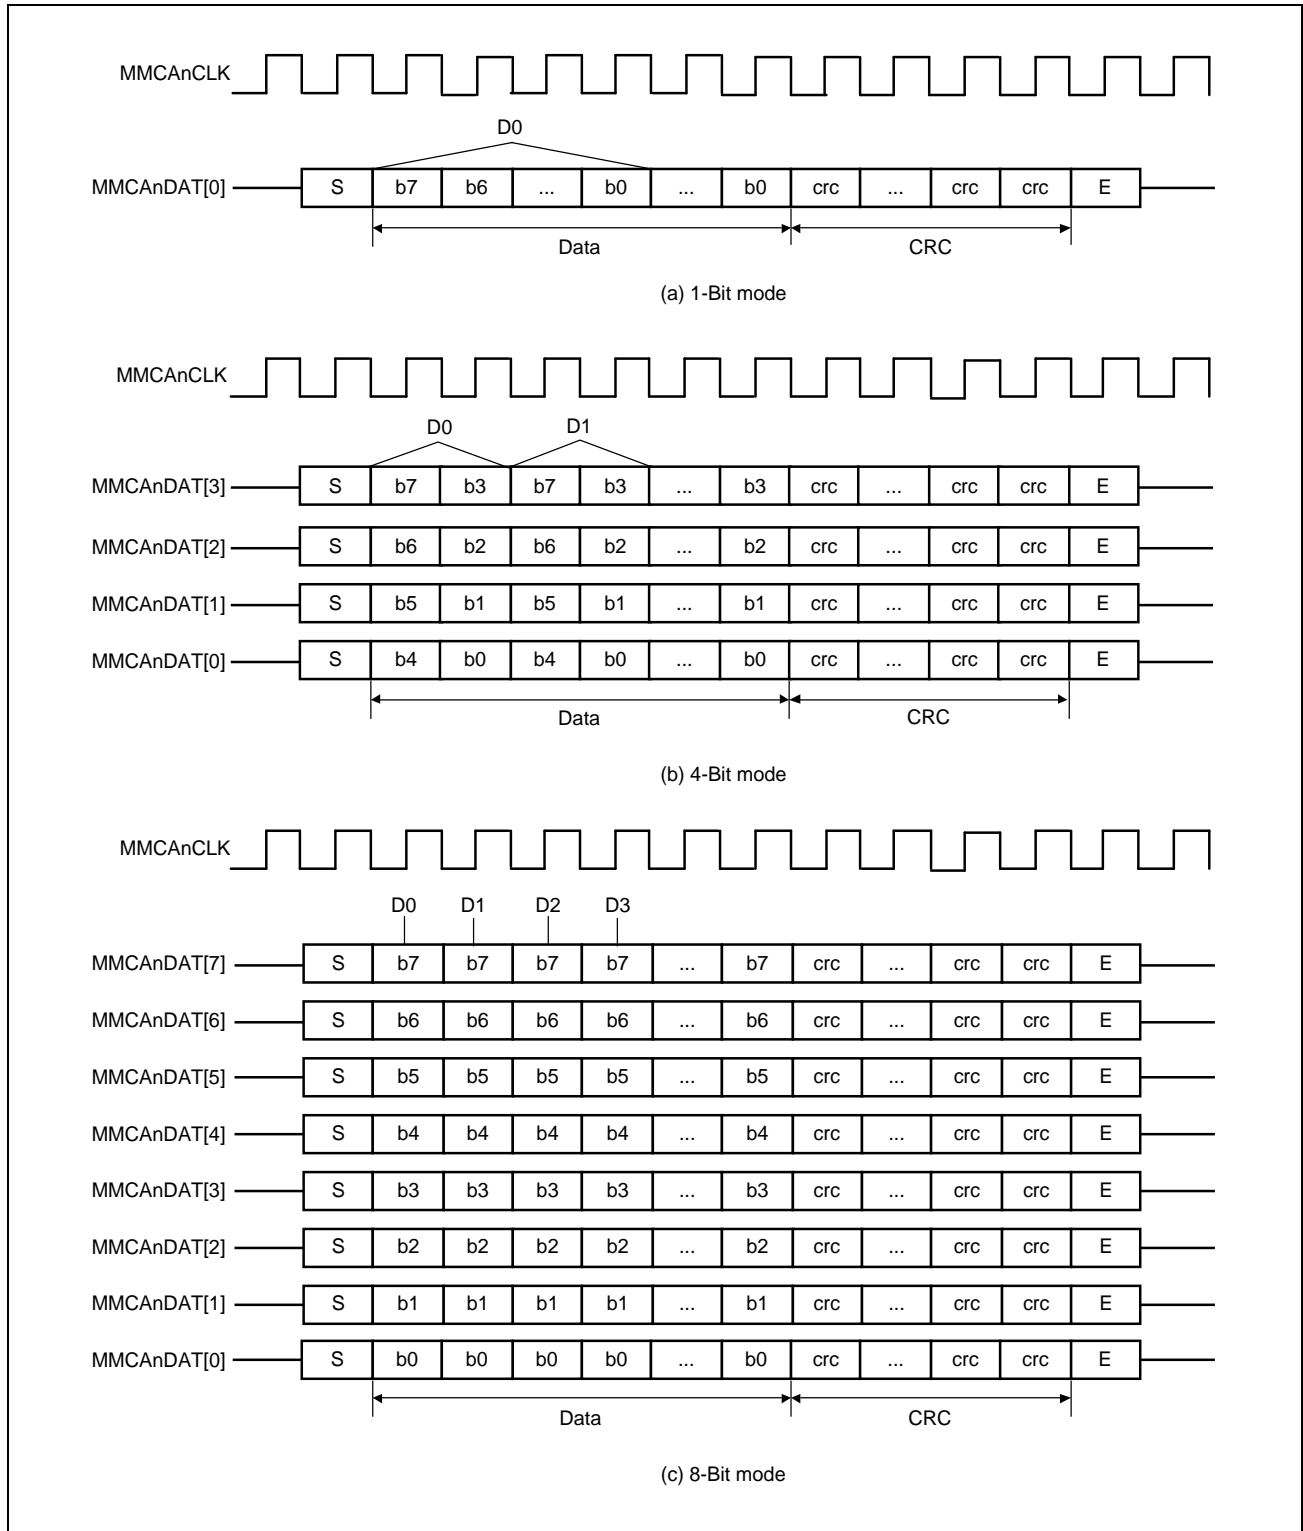 MMCAnCLK
D0
MMCAnDAT[0] S b7 b6 ... b0 ... b0 crc ... crc crc E
Data CRC
(a) 1-Bit mode
MMCAnCLK
D0 D1
MMCAnDAT[3] S b7 b3 b7 b3 ... b3 crc ... crc crc E
MMCAnDAT[2] S b6 b2 b6 b2 ... b2 crc ... crc crc E
MMCAnDAT[1] S b5 b1 b5 b1 ... b1 crc ... crc crc E
MMCAnDAT[0] S b4 b0 b4 b0 ... b0 crc ... crc crc E
Data CRC
(b) 4-Bit mode
MMCAnCLK
D0 D1 D2 D3
MMCAnDAT[7] S b7 b7 b7 b7 ... b7 crc ... crc crc E
MMCAnDAT[6] S b6 b6 b6 b6 ... b6 crc ... crc crc E
MMCAnDAT[5] S b5 b5 b5 b5 ... b5 crc ... crc crc E
MMCAnDAT[4] S b4 b4 b4 b4 ... b4 crc ... crc crc E
MMCAnDAT[3] S b3 b3 b3 b3 ... b3 crc ... crc crc E
MMCAnDAT[2] S b2 b2 b2 b2 ... b2 crc ... crc crc E
MMCAnDAT[1] S b1 b1 b1 b1 ... b1 crc ... crc crc E
MMCAnDAT[0] S b0 b0 b0 b0 ... b0 crc ... crc crc E
Data CRC
(c) 8-Bit mode